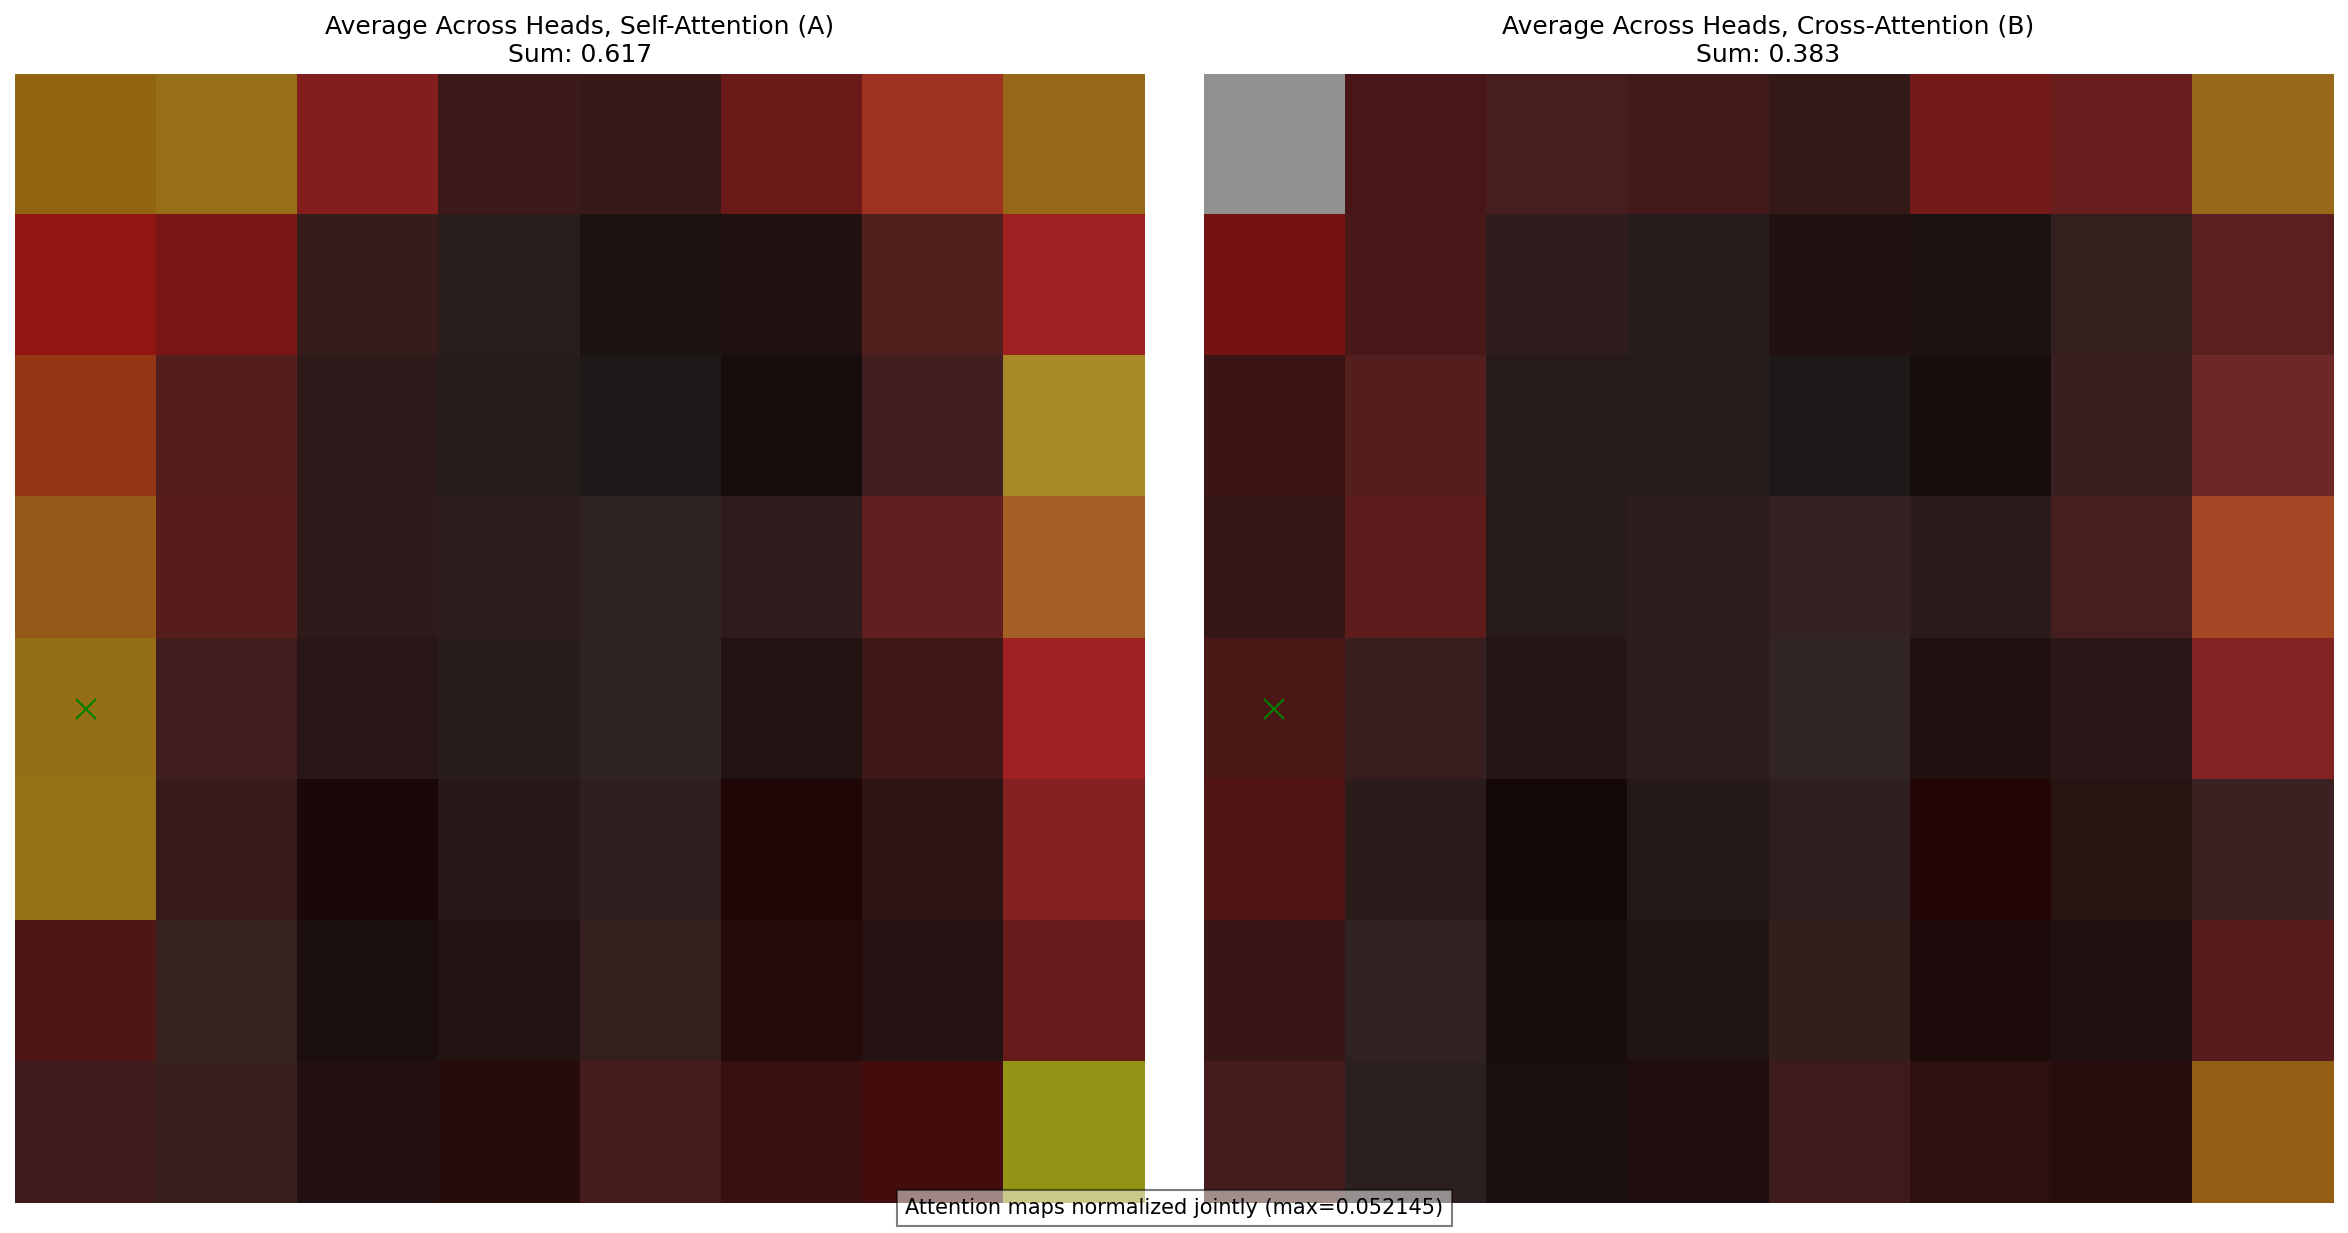 Average Across Heads, Self-Attention (A)
Sum: 0.617
Average Across Heads, Cross-Attention (B)
Sum: 0.383
Attention maps normalized jointly (max=0.052145)